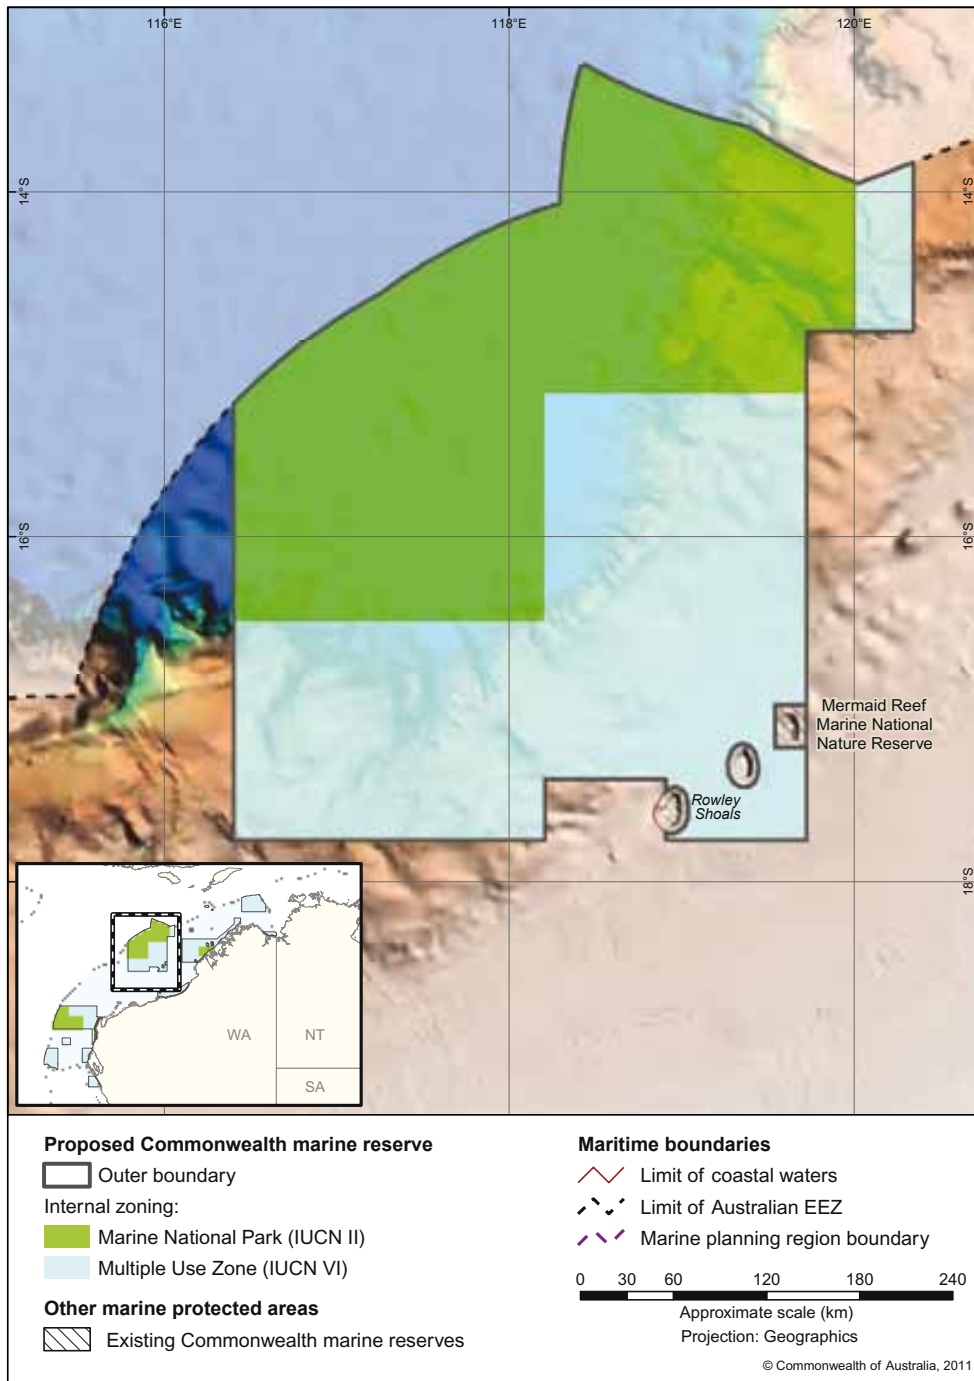 116°E
118°E
120°E
14°S
14°S
16°S
16°S
18°S
Mermaid Reef
Marine National
Nature Reserve
Rowley
Shoals
WA
NT
SA
Proposed Commonwealth marine reserve
Outer boundary
Internal zoning:
Marine National Park (IUCN II)
Multiple Use Zone (IUCN VI)
Other marine protected areas
Existing Commonwealth marine reserves
Maritime boundaries
Limit of coastal waters
Limit of Australian EEZ
Marine planning region boundary
0 30 60 120 180 240
Approximate scale (km)
Projection: Geographics
© Commonwealth of Australia, 2011